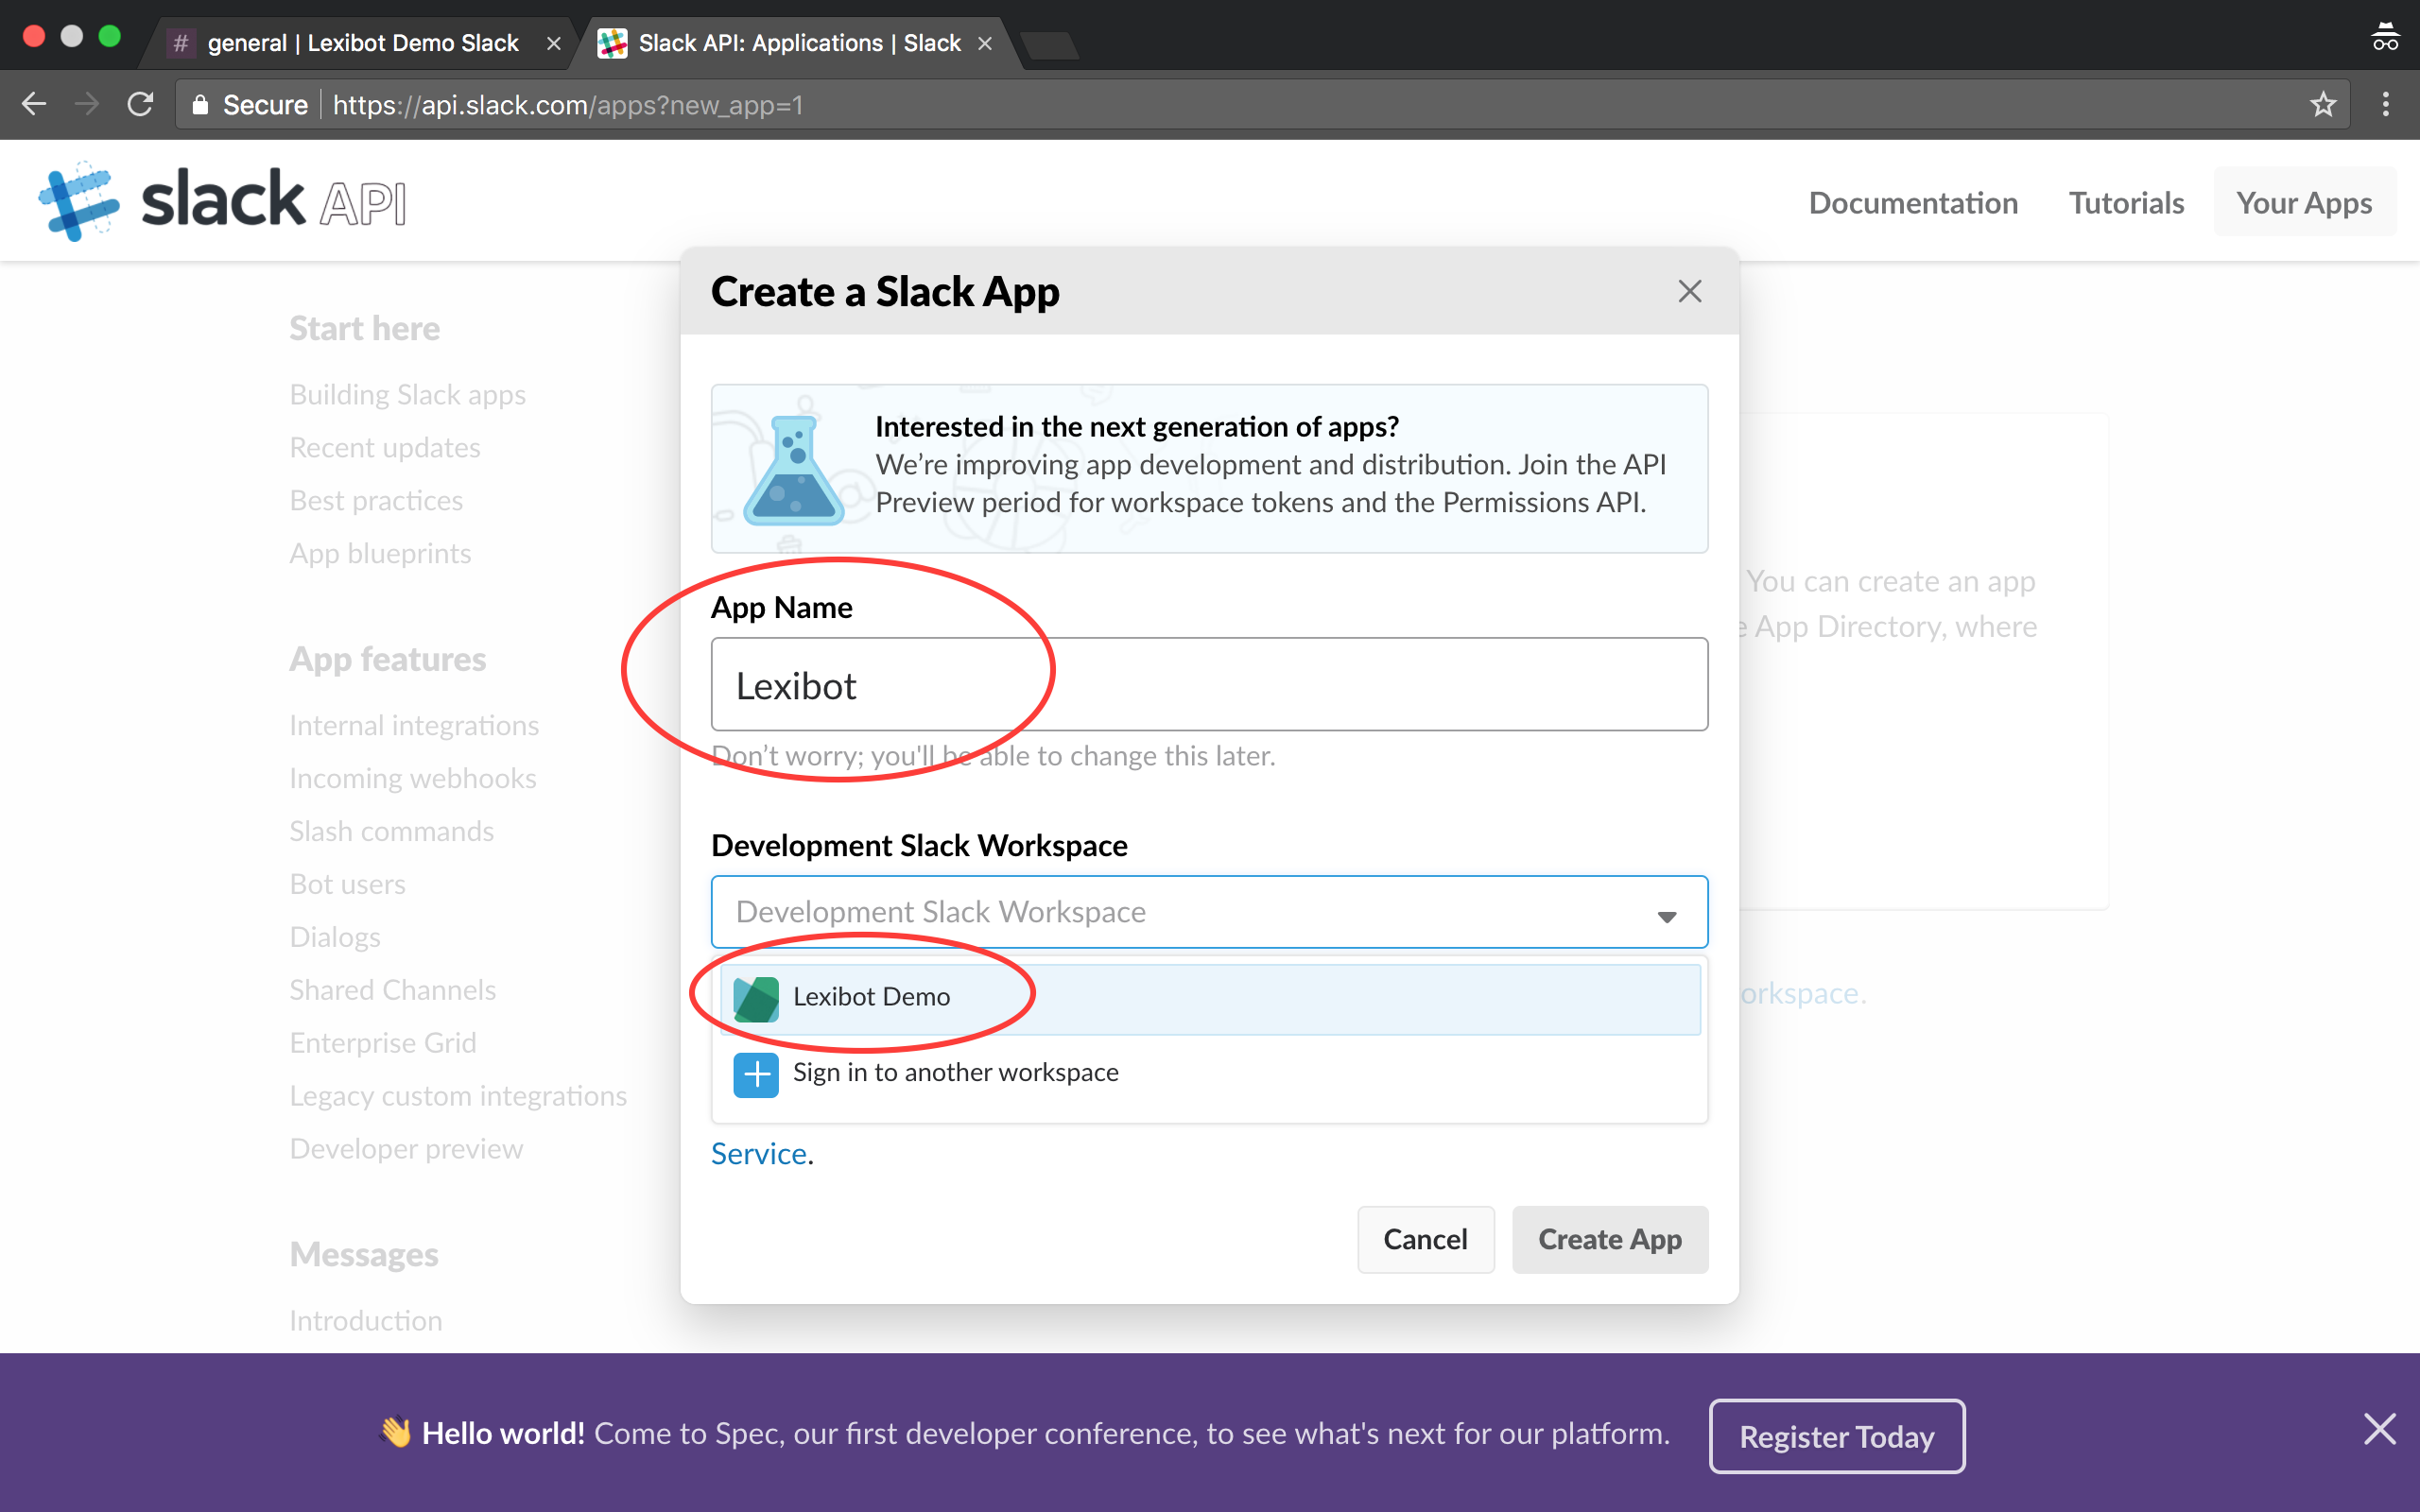 # general | Lexibot Demo Slack ×
Slack API: Applications | Slack ×
Secure https://api.slack.com/apps?new_app=1
slack API
Documentation Tutorials Your Apps
Create a Slack App
Start here
Building Slack apps
Recent updates
Best practices
App blueprints
App features
Internal integrations
Incoming webhooks
Slash commands
Bot users
Dialogs
Shared Channels
Enterprise Grid
Legacy custom integrations
Developer preview
Messages
Introduction
Interested in the next generation of apps?
We’re improving app development and distribution. Join the API
Preview period for workspace tokens and the Permissions API.
App Name
Lexibot
Don’t worry; you'll be able to change this later.
Development Slack Workspace
Development Slack Workspace
Lexibot Demo
Sign in to another workspace
Service.
Cancel Create App
You can create an app
App Directory, where
orkspace.
Hello world! Come to Spec, our first developer conference, to see what's next for our platform.
Register Today